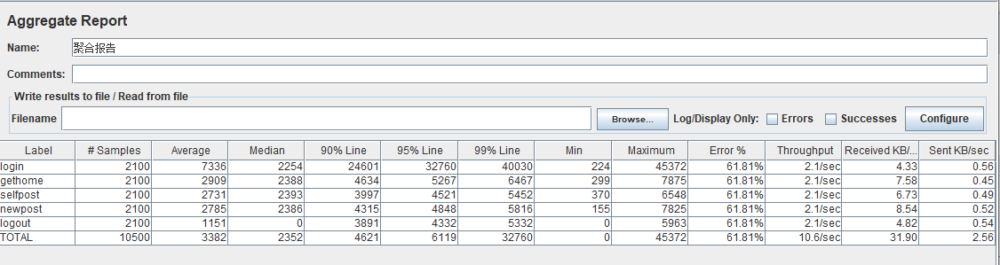 Aggregate Report
Name: 聚合报告
Comments:
Write results to file / Read from file
Filename Browse... Log/Display Only: Errors Successes Configure
Label # Samples Average Median 90% Line 95% Line 99% Line Min Maximum Error % Throughput Received KB/... Sent KB/sec
login 2100 7336 2254 24601 32760 40030 224 45372 61.81% 2.1/sec 4.33 0.56
gethome 2100 2909 2388 4634 5267 6467 299 7875 61.81% 2.1/sec 7.58 0.45
selfpost 2100 2731 2393 3997 4521 5452 370 6548 61.81% 2.1/sec 6.73 0.49
newpost 2100 2785 2386 4315 4848 5816 155 7825 61.81% 2.1/sec 8.54 0.52
logout 2100 1151 0 3891 4332 5332 0 5963 61.81% 2.1/sec 4.82 0.54
TOTAL 10500 3382 2352 4621 6119 32760 0 45372 61.81% 10.6/sec 31.90 2.56